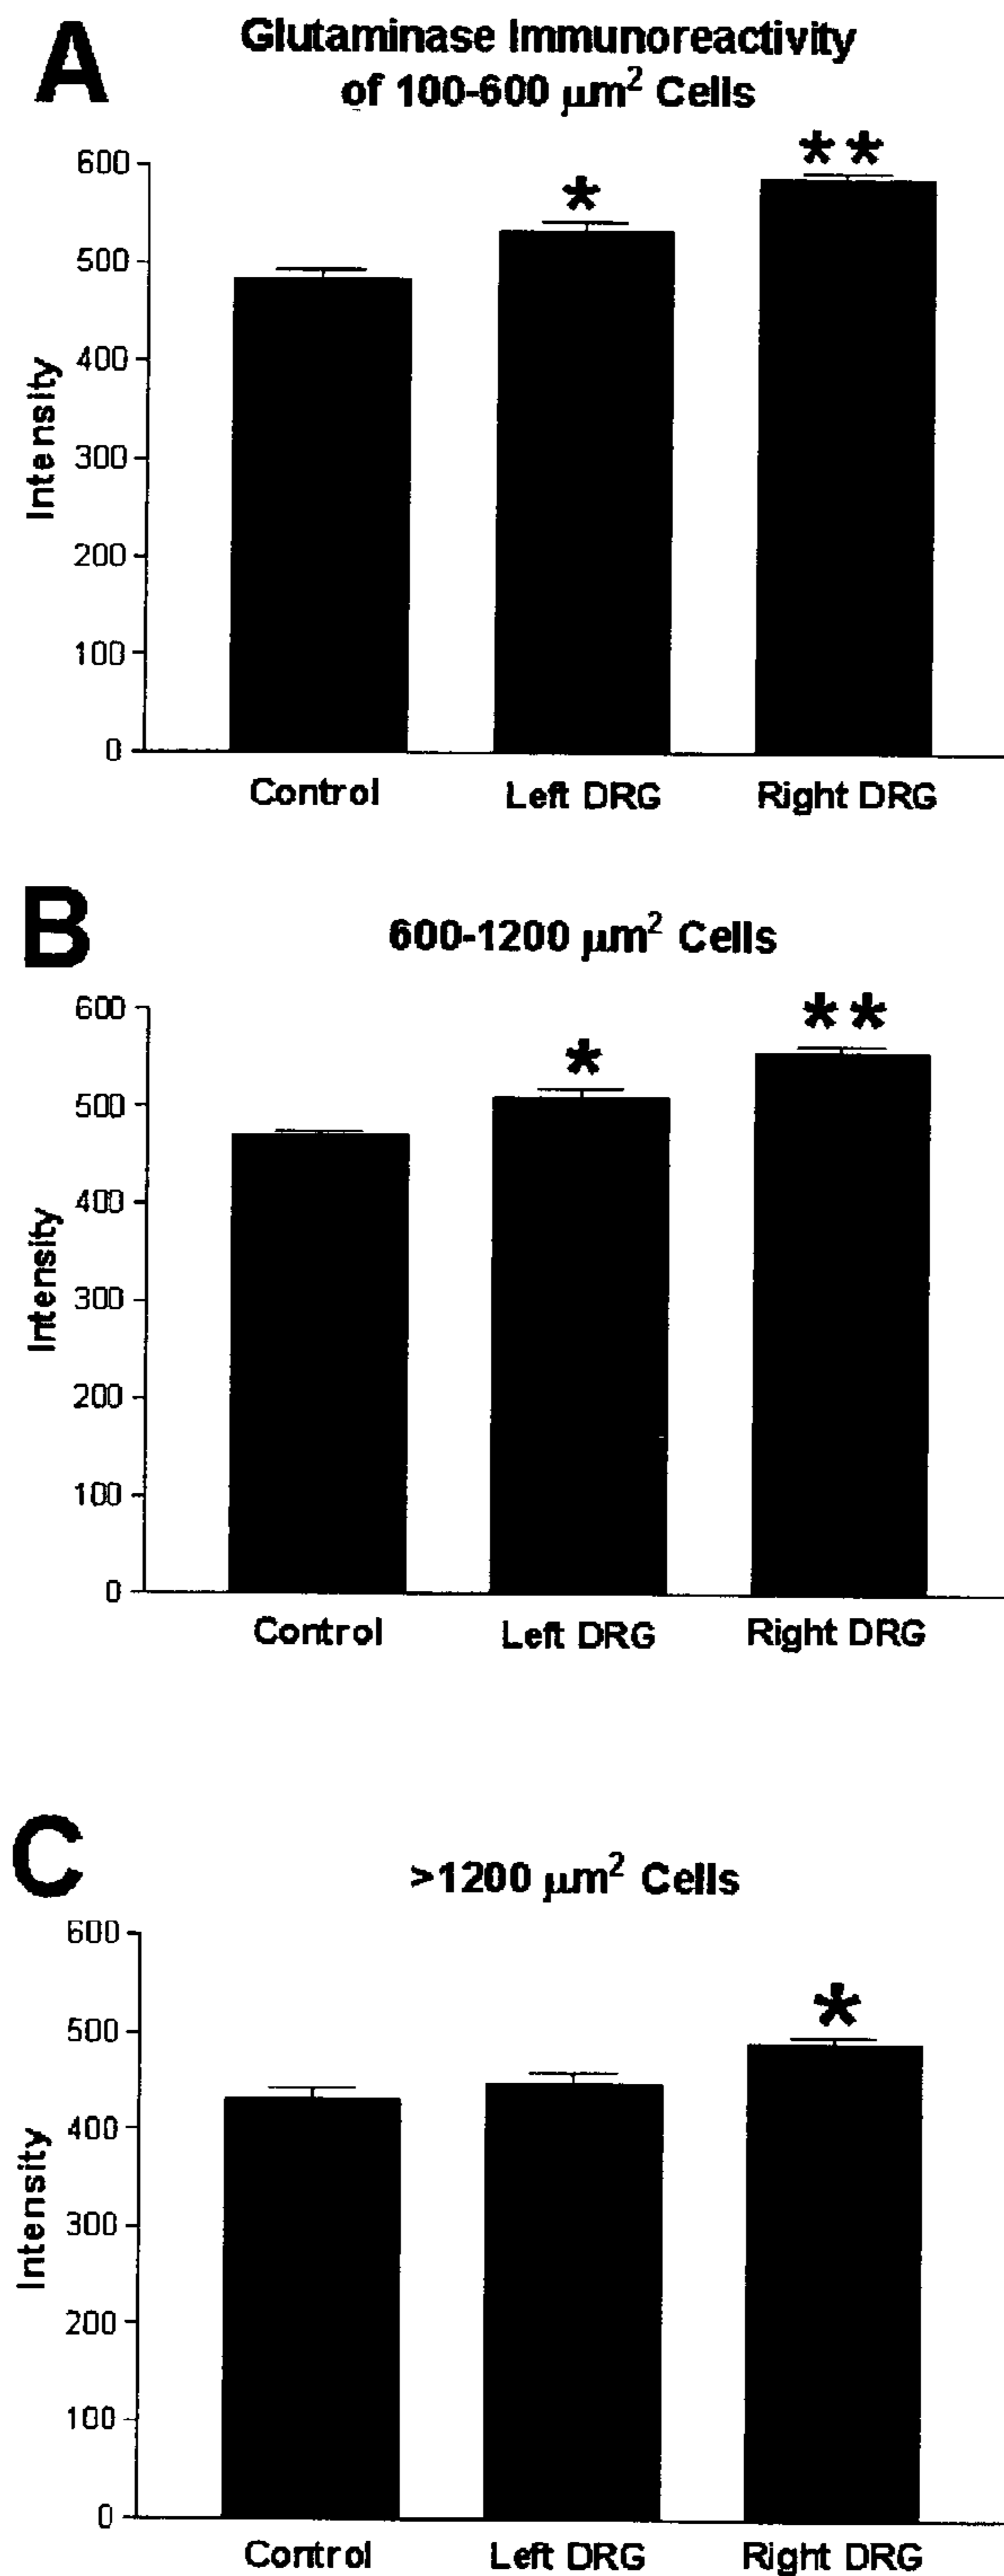 A
Glutaminase Immunoreactivity
of 100-600 μm² Cells
**
*
600
500
400
300
200
100
0
Intensity
Control Left DRG Right DRG
B
600-1200 μm² Cells
**
*
600
500
400
300
200
100
0
Intensity
Control Left DRG Right DRG
C
>1200 μm² Cells
*
600
500
400
300
200
100
0
Intensity
Control Left DRG Right DRG